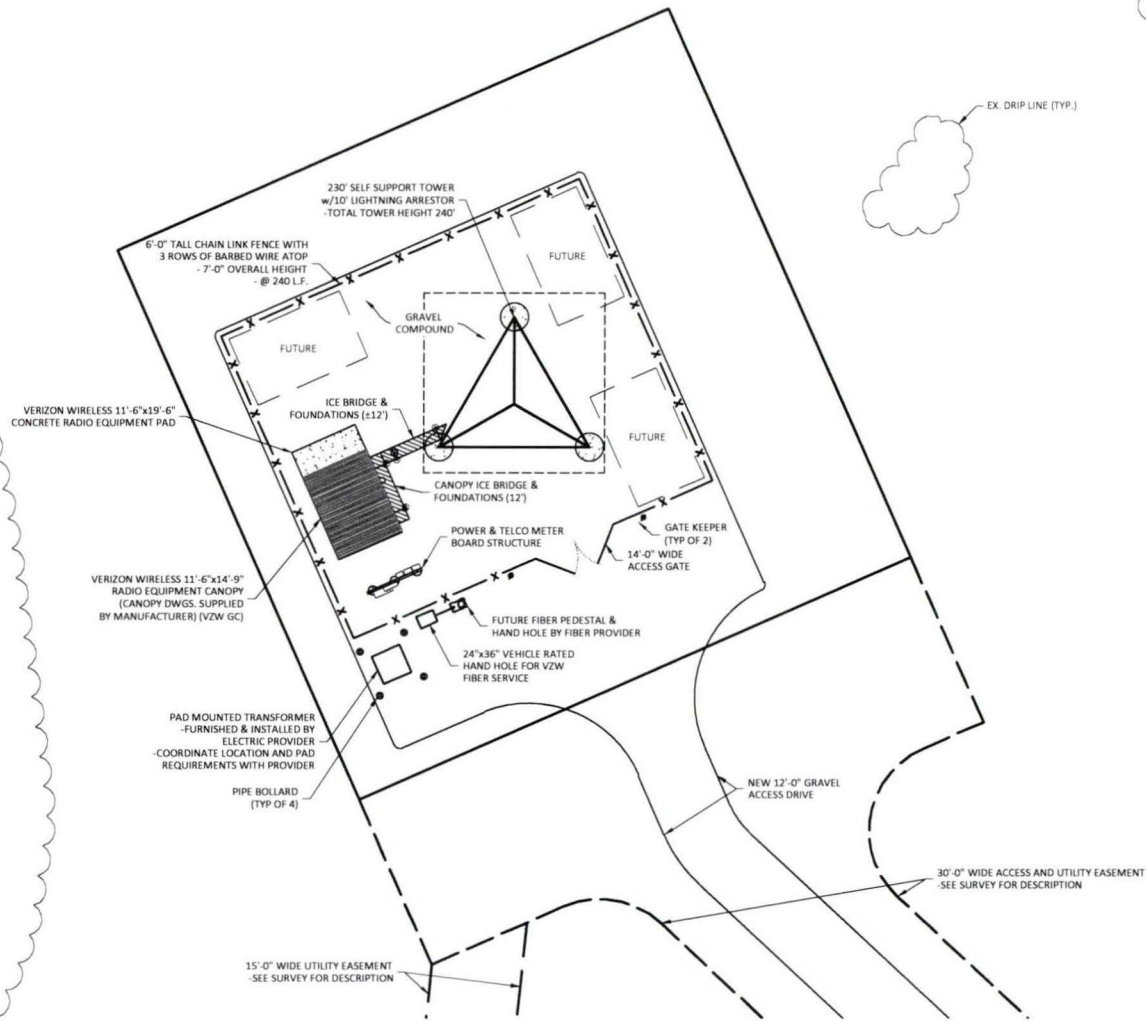 EX. DRIP LINE (TYP.)
230' SELF SUPPORT TOWER
w/10' LIGHTNING ARRESTOR
-TOTAL TOWER HEIGHT 240'
6'-0" TALL CHAIN LINK FENCE WITH
3 ROWS OF BARBED WIRE ATOP
- 7'-0" OVERALL HEIGHT
- @ 240 L.F.
FUTURE
GRAVEL
COMPOUND
FUTURE
ICE BRIDGE &
FOUNDATIONS (±12')
VERIZON WIRELESS 11'-6"x19'-6"
CONCRETE RADIO EQUIPMENT PAD
FUTURE
CANOPY ICE BRIDGE &
FOUNDATIONS (12')
POWER & TELCO METER
BOARD STRUCTURE
GATE KEEPER
(TYP OF 2)
14'-0" WIDE
ACCESS GATE
VERIZON WIRELESS 11'-6"x14'-9"
RADIO EQUIPMENT CANOPY
(CANOPY DWGS. SUPPLIED
BY MANUFACTURER) (VZW GC)
FUTURE FIBER PEDESTAL &
HAND HOLE BY FIBER PROVIDER
24"x36" VEHICLE RATED
HAND HOLE FOR VZW
FIBER SERVICE
PAD MOUNTED TRANSFORMER
-FURNISHED & INSTALLED BY
ELECTRIC PROVIDER
-COORDINATE LOCATION AND PAD
REQUIREMENTS WITH PROVIDER
PIPE BOLLARD
(TYP OF 4)
NEW 12'-0" GRAVEL
ACCESS DRIVE
30'-0" WIDE ACCESS AND UTILITY EASEMENT
-SEE SURVEY FOR DESCRIPTION
15'-0" WIDE UTILITY EASEMENT
-SEE SURVEY FOR DESCRIPTION